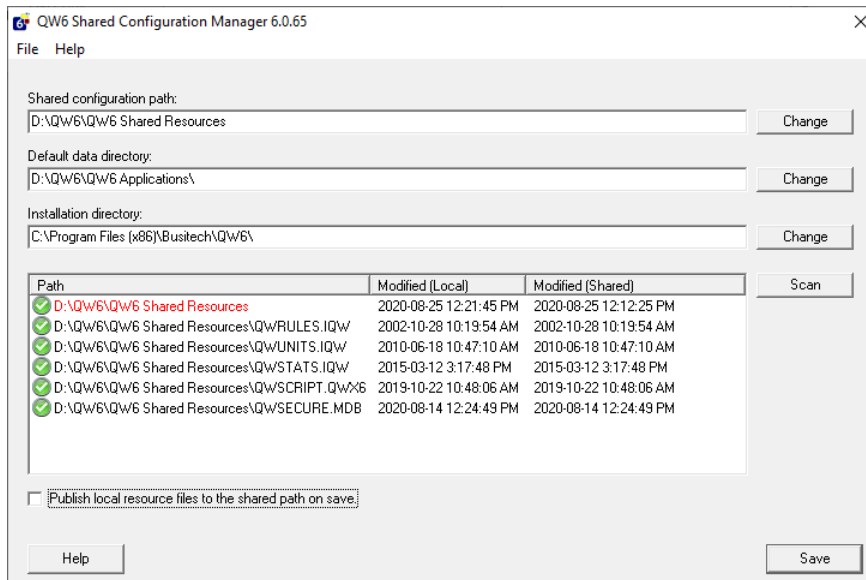 QW6 Shared Configuration Manager 6.0.65
File Help
Shared configuration path:
D:\QW6\QW6 Shared Resources Change
Default data directory:
D:\QW6\QW6 Applications\ Change
Installation directory:
C:\Program Files (x86)\Busitech\QW6\ Change
Path Modified (Local) Modified (Shared) Scan
D:\QW6\QW6 Shared Resources 2020-08-25 12:21:45 PM 2020-08-25 12:12:25 PM
D:\QW6\QW6 Shared Resources\QWRULES.IQW 2002-10-28 10:19:54 AM 2002-10-28 10:19:54 AM
D:\QW6\QW6 Shared Resources\QWUNITS.IQW 2010-06-18 10:47:10 AM 2010-06-18 10:47:10 AM
D:\QW6\QW6 Shared Resources\QWSTATS.IQW 2015-03-12 3:17:48 PM 2015-03-12 3:17:48 PM
D:\QW6\QW6 Shared Resources\QWSCRIPT.QWX6 2019-10-22 10:48:06 AM 2019-10-22 10:48:06 AM
D:\QW6\QW6 Shared Resources\QWSECURE.MDB 2020-08-14 12:24:49 PM 2020-08-14 12:24:49 PM
Publish local resource files to the shared path on save.
Help Save